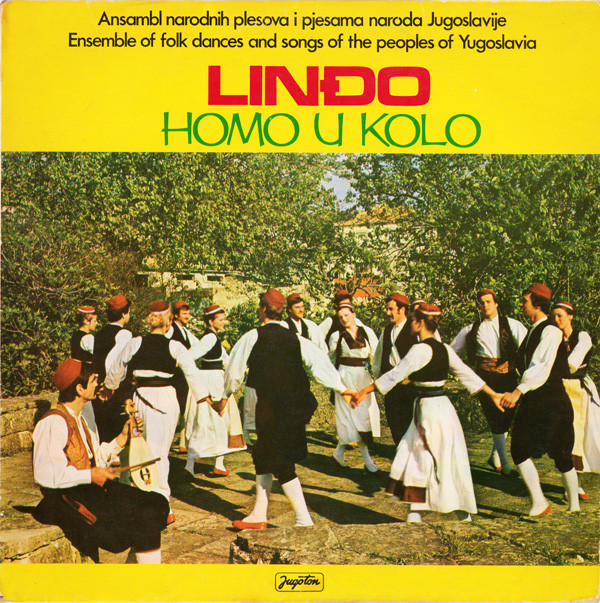 Ansambl narodnih plesova i pjesama naroda Jugoslavije
Ensemble of folk dances and songs of the peoples of Yugoslavia
LINĐO
HOMO U KOLO
Jugoton